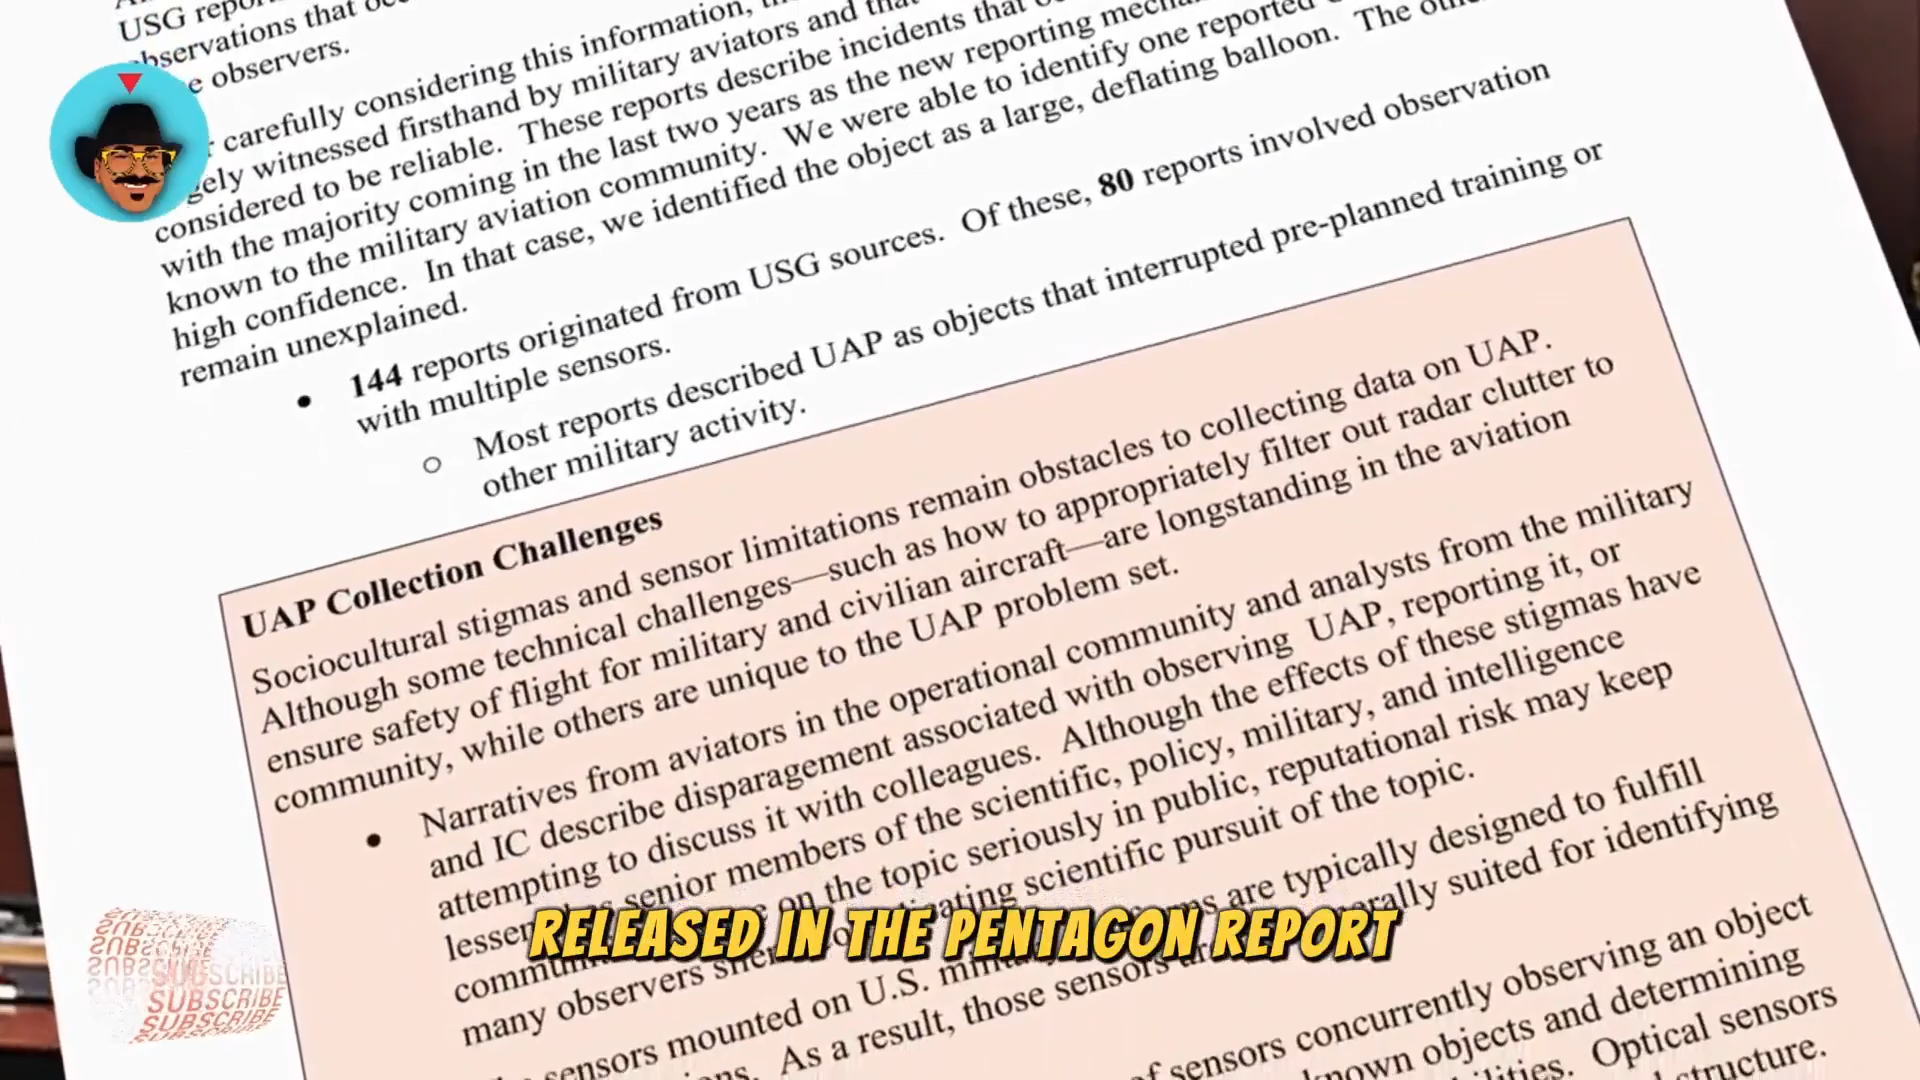 USG
observations that
observers.
carefully considering this information,
witnessed firsthand by military aviators and that
considered to be reliable. These reports describe incidents that
with the majority coming in the last two years as the new reporting
known to the military aviation community. We were able to identify one reported
high confidence. In that case, we identified the object as a large, deflating balloon. The
remain unexplained.
• 144 reports originated from USG sources. Of these, 80 reports involved observation
with multiple sensors.
o Most reports described UAP as objects that interrupted pre-planned training or
other military activity.
UAP Collection Challenges
Sociocultural stigmas and sensor limitations remain obstacles to collecting data on UAP.
Although some technical challenges—such as how to appropriately filter out radar clutter to
ensure safety of flight for military and civilian aircraft—are longstanding in the aviation
community, while others are unique to the UAP problem set.
• Narratives from aviators in the operational community and analysts from the military
and IC describe disparagement associated with observing UAP, reporting it, or
attempting to discuss it with colleagues. Although the effects of these stigmas have
senior members of the scientific, policy, military, and intelligence
on the topic seriously in public, reputational risk may keep
many observers scientific pursuit of the topic.
sensors mounted on U.S. are typically designed to fulfill
As a result, those sensors suited for identifying
of sensors concurrently observing an object
objects and determining
Optical sensors
structure.
RELEASED IN THE PENTAGON REPORT
SUBSCRIBE
SUBSCRIBE
SUBSCRIBE